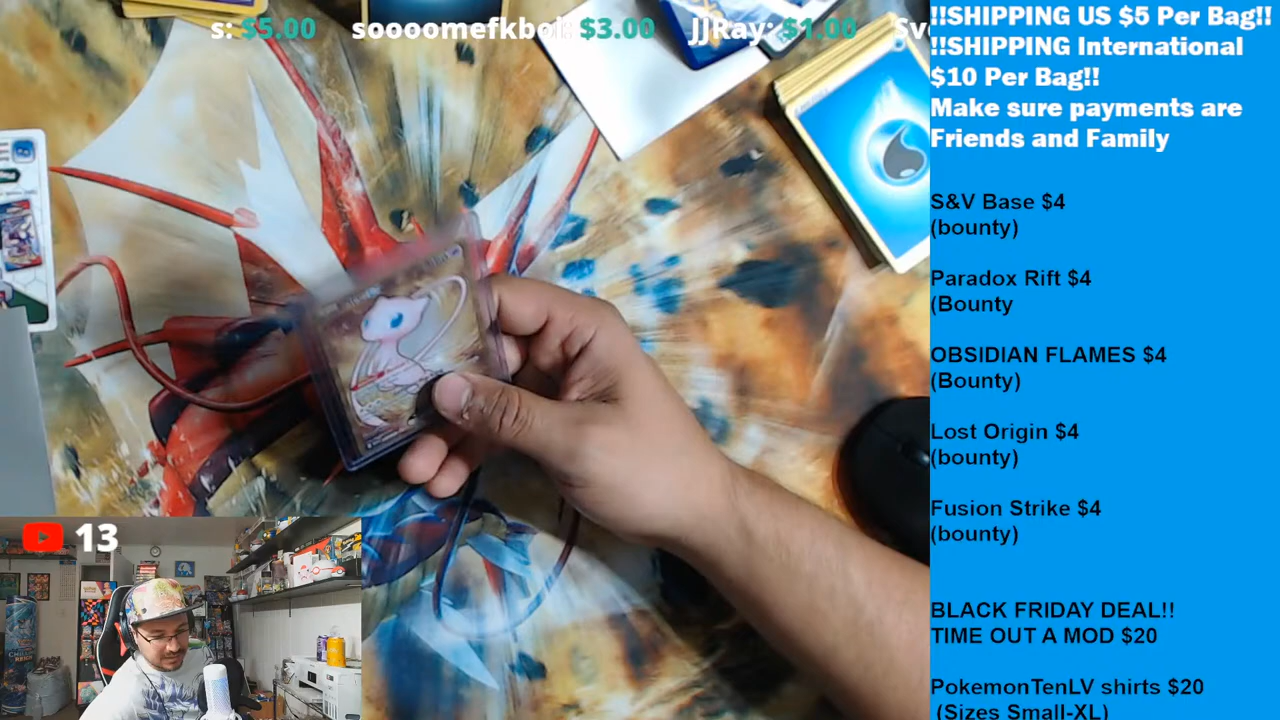 s: $5.00 soooomefkboi: $3.00 JJRay: $1.00 Sv
!!SHIPPING US $5 Per Bag!!
!!SHIPPING International
$10 Per Bag!!
Make sure payments are
Friends and Family
S&V Base $4
(bounty)
Paradox Rift $4
(Bounty
OBSIDIAN FLAMES $4
(Bounty)
Lost Origin $4
(bounty)
Fusion Strike $4
(bounty)
BLACK FRIDAY DEAL!!
TIME OUT A MOD $20
PokemonTenLV shirts $20
(Sizes Small-XL)
13